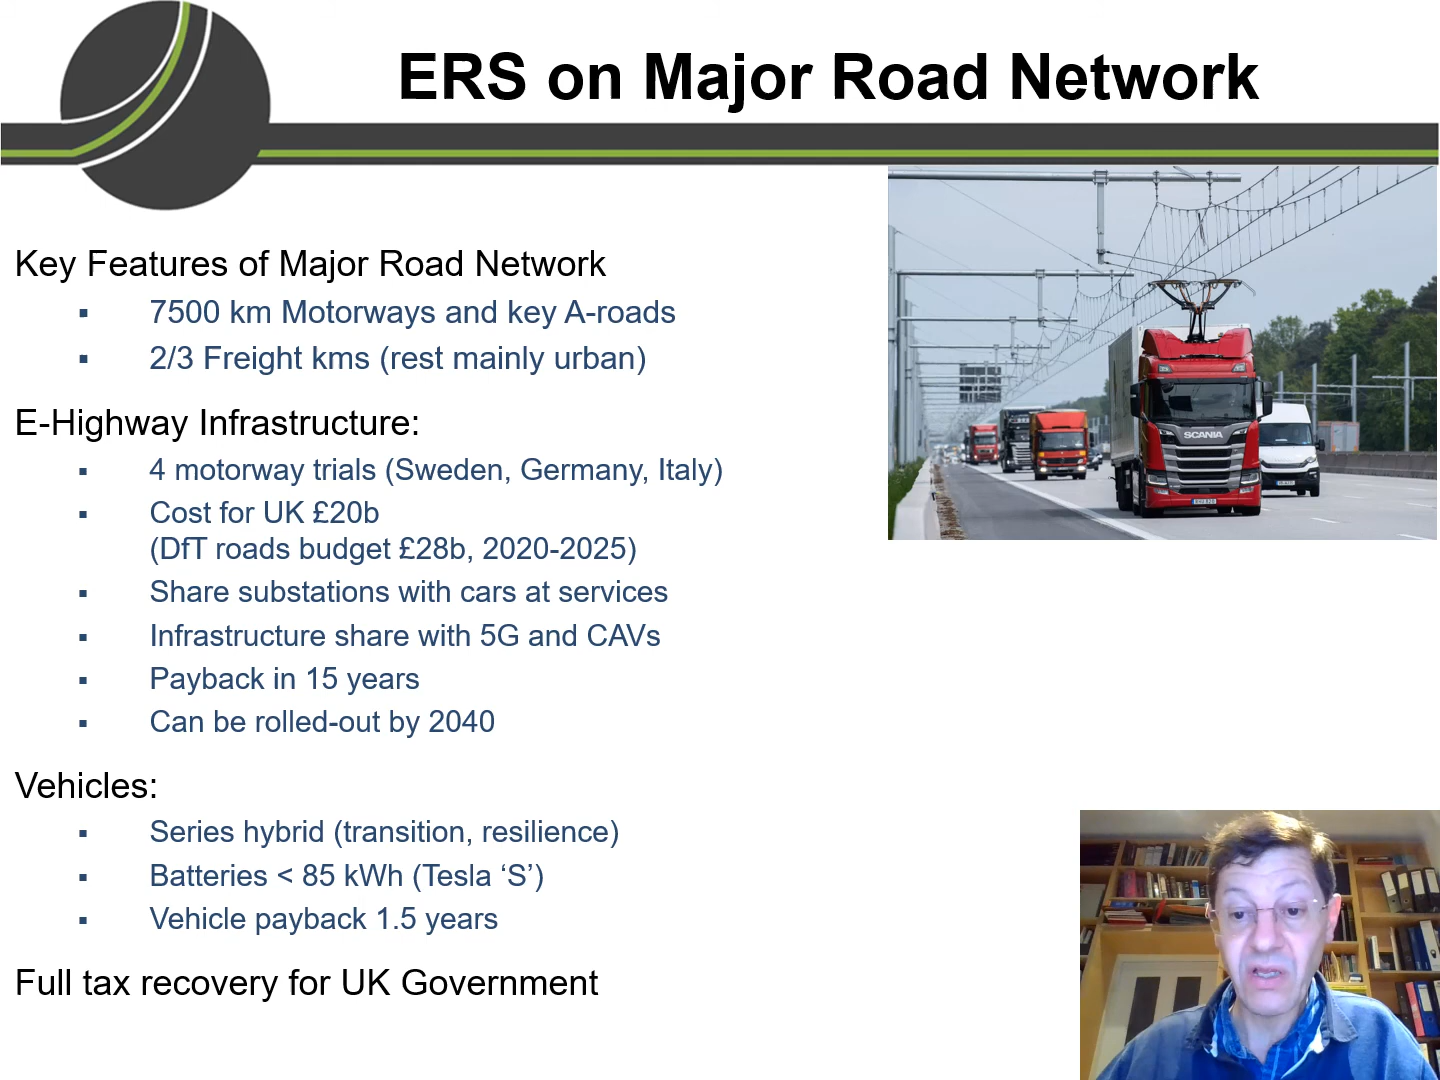 ERS on Major Road Network
Key Features of Major Road Network
▪ 7500 km Motorways and key A-roads
▪ 2/3 Freight kms (rest mainly urban)
E-Highway Infrastructure:
▪ 4 motorway trials (Sweden, Germany, Italy)
▪ Cost for UK £20b
(DfT roads budget £28b, 2020-2025)
▪ Share substations with cars at services
▪ Infrastructure share with 5G and CAVs
▪ Payback in 15 years
▪ Can be rolled-out by 2040
Vehicles:
▪ Series hybrid (transition, resilience)
▪ Batteries < 85 kWh (Tesla ‘S’)
▪ Vehicle payback 1.5 years
Full tax recovery for UK Government
SCANIA